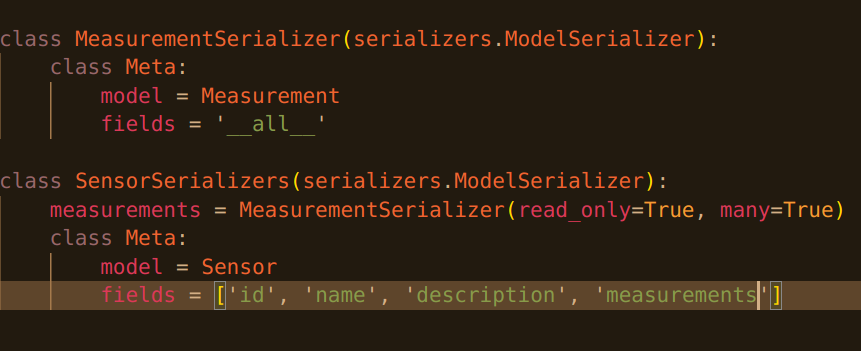 class MeasurementSerializer(serializers.ModelSerializer):
    class Meta:
        model = Measurement
        fields = '__all__'
class SensorSerializers(serializers.ModelSerializer):
    measurements = MeasurementSerializer(read_only=True, many=True)
    class Meta:
        model = Sensor
        fields = ['id', 'name', 'description', 'measurements']